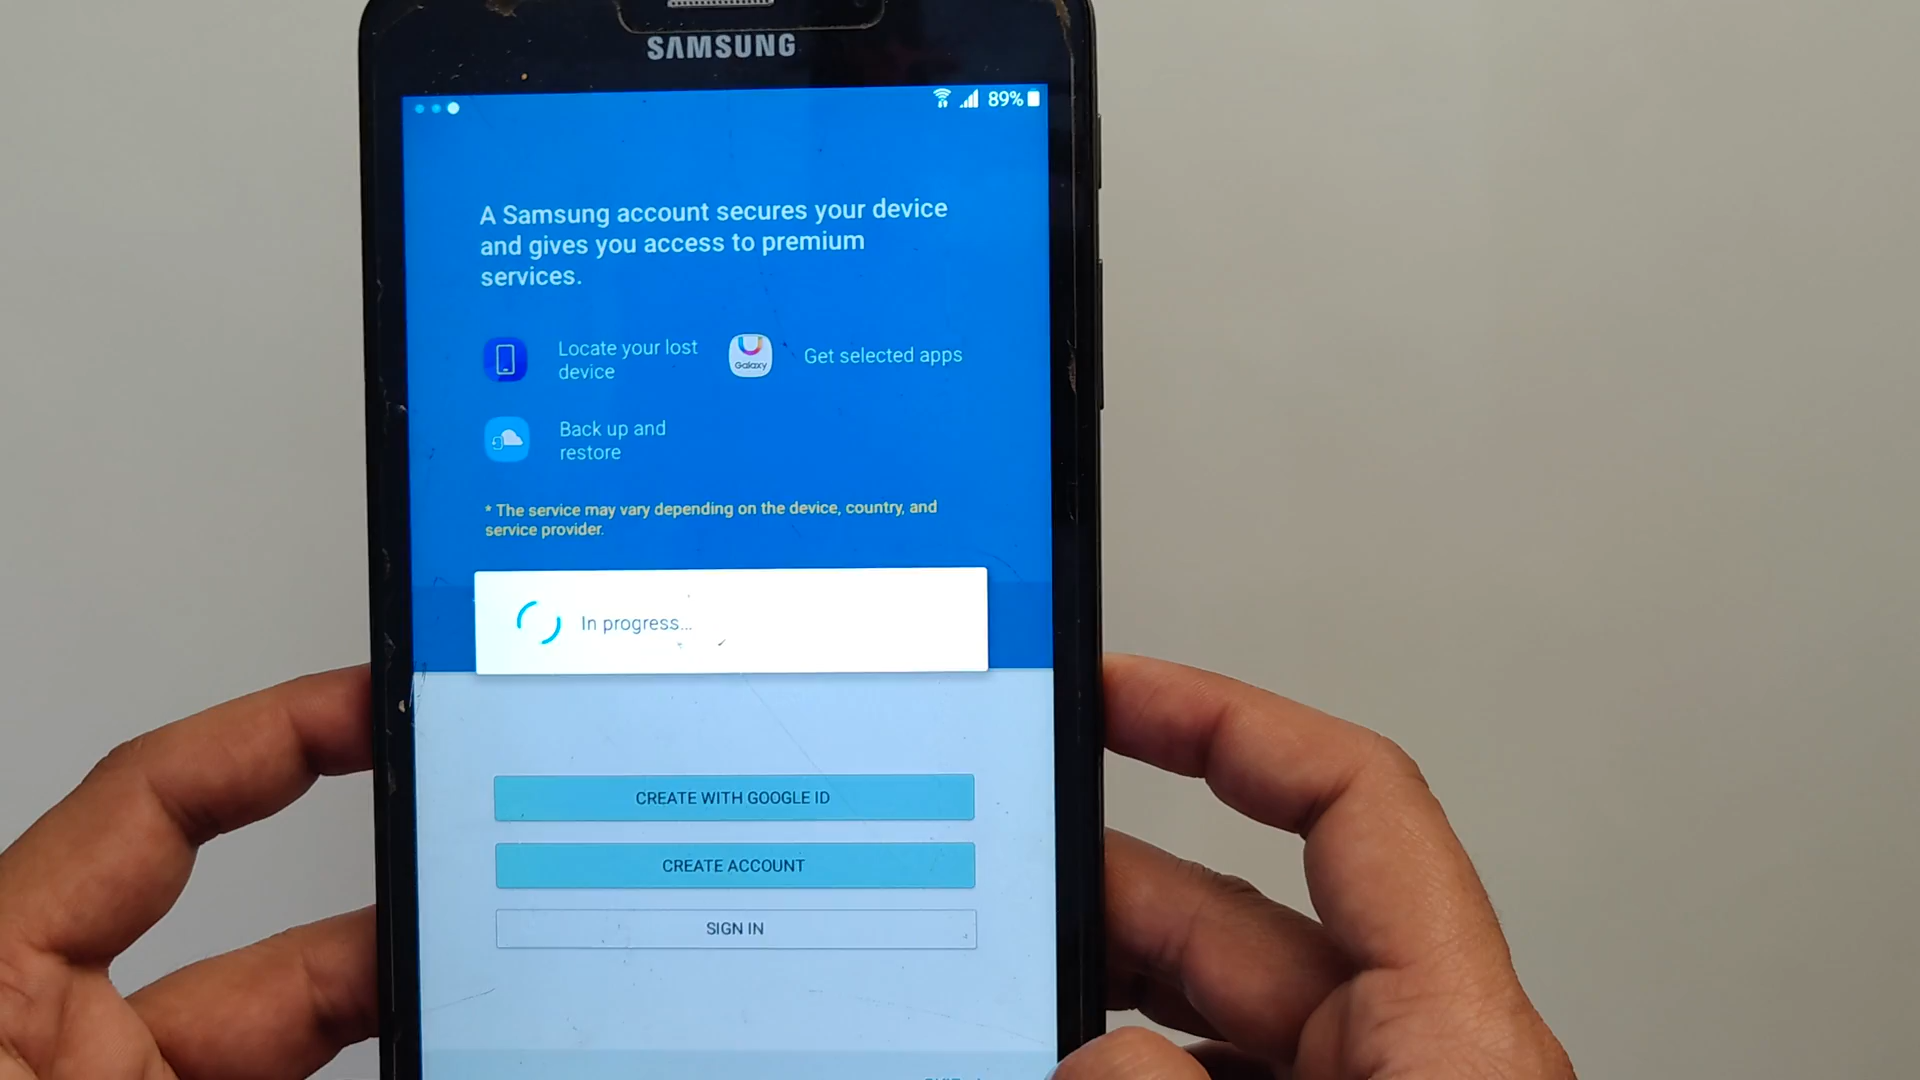 SAMSUNG
89%
A Samsung account secures your device
and gives you access to premium
services.
Locate your lost
device
Galaxy
Get selected apps
Back up and
restore
* The service may vary depending on the device, country, and
service provider.
In progress...
CREATE WITH GOOGLE ID
CREATE ACCOUNT
SIGN IN